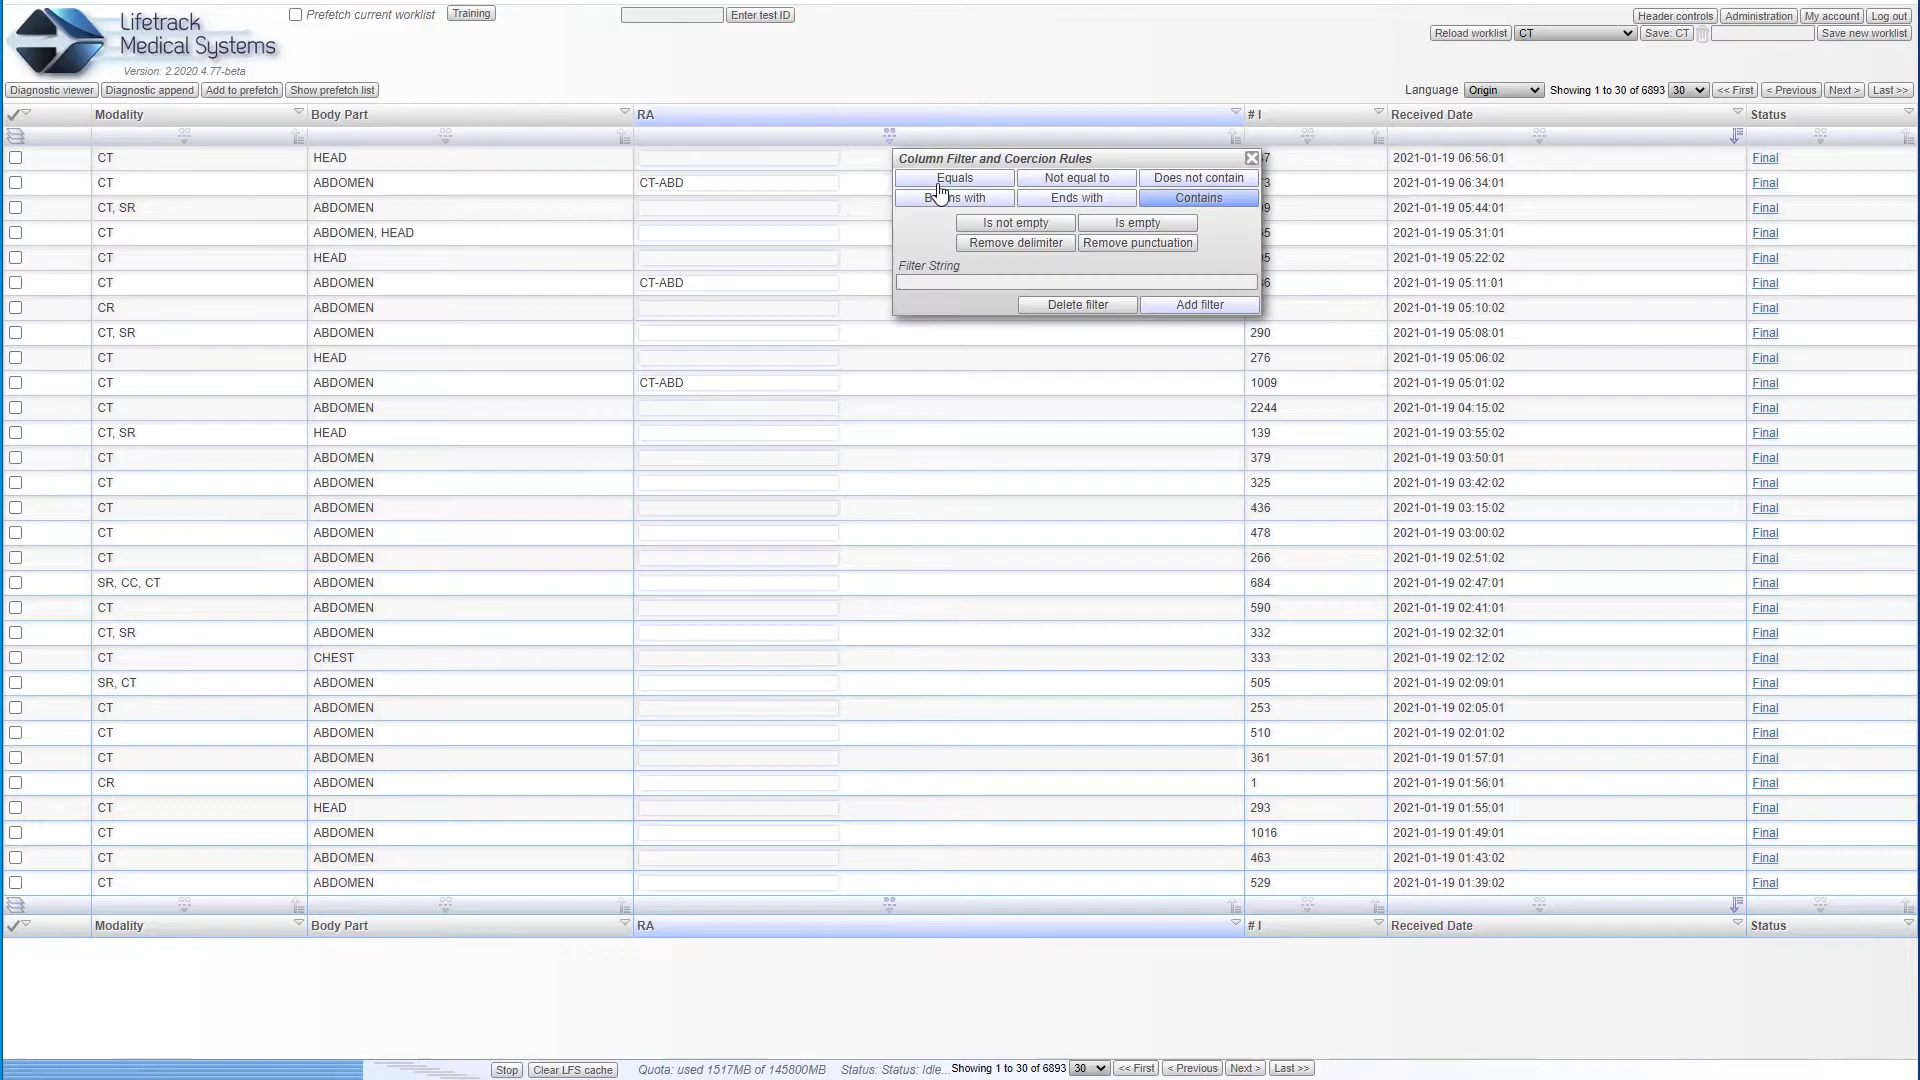 Lifetrack
Medical Systems
Version: 2.2020.4.77-beta
Prefetch current worklist Training Enter test ID Header controls Administration My account Log out
Reload worklist CT Save: CT Save new worklist
Diagnostic viewer Diagnostic append Add to prefetch Show prefetch list Language Origin Showing 1 to 30 of 6893 30 << First < Previous Next > Last >>
Modality Body Part RA # I Received Date Status
CT HEAD 2021-01-19 06:56:01 Final
CT ABDOMEN CT-ABD 2021-01-19 06:34:01 Final
CT, SR ABDOMEN 2021-01-19 05:44:01 Final
CT ABDOMEN, HEAD 2021-01-19 05:31:01 Final
CT HEAD 2021-01-19 05:22:02 Final
CT ABDOMEN CT-ABD 2021-01-19 05:11:01 Final
CR ABDOMEN 2021-01-19 05:10:02 Final
CT, SR ABDOMEN 290 2021-01-19 05:08:01 Final
CT HEAD 276 2021-01-19 05:06:02 Final
CT ABDOMEN CT-ABD 1009 2021-01-19 05:01:02 Final
CT ABDOMEN 2244 2021-01-19 04:15:02 Final
CT, SR HEAD 139 2021-01-19 03:55:02 Final
CT ABDOMEN 379 2021-01-19 03:50:01 Final
CT ABDOMEN 325 2021-01-19 03:42:02 Final
CT ABDOMEN 436 2021-01-19 03:15:02 Final
CT ABDOMEN 478 2021-01-19 03:00:02 Final
CT ABDOMEN 266 2021-01-19 02:51:02 Final
SR, CC, CT ABDOMEN 684 2021-01-19 02:47:01 Final
CT ABDOMEN 590 2021-01-19 02:41:01 Final
CT, SR ABDOMEN 332 2021-01-19 02:32:01 Final
CT CHEST 333 2021-01-19 02:12:02 Final
SR, CT ABDOMEN 505 2021-01-19 02:09:01 Final
CT ABDOMEN 253 2021-01-19 02:05:01 Final
CT ABDOMEN 510 2021-01-19 02:01:02 Final
CT ABDOMEN 361 2021-01-19 01:57:01 Final
CR ABDOMEN 1 2021-01-19 01:56:01 Final
CT HEAD 293 2021-01-19 01:55:01 Final
CT ABDOMEN 1016 2021-01-19 01:49:01 Final
CT ABDOMEN 463 2021-01-19 01:43:02 Final
CT ABDOMEN 529 2021-01-19 01:39:02 Final
Modality Body Part RA # I Received Date Status
Column Filter and Coercion Rules
Equals Not equal to Does not contain
with Ends with Contains
Is not empty Is empty
Remove delimiter Remove punctuation
Filter String
Delete filter Add filter
Stop Clear LFS cache Quota: used 1517MB of 145800MB Status: Status: Idle... Showing 1 to 30 of 6893 30 << First < Previous Next > Last >>